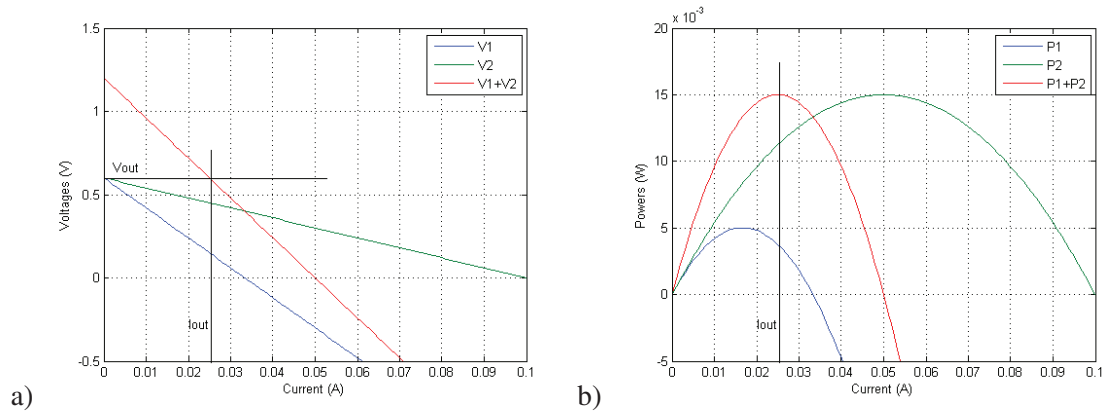 1.5
1
0.5
0
-0.5
Voltages (V)
V1
V2
V1+V2
Vout
Iout
0 0.01 0.02 0.03 0.04 0.05 0.06 0.07 0.08 0.09 0.1
Current (A)
a)
x 10⁻³
20
15
10
5
0
-5
Powers (W)
P1
P2
P1+P2
Iout
0 0.01 0.02 0.03 0.04 0.05 0.06 0.07 0.08 0.09 0.1
Current (A)
b)